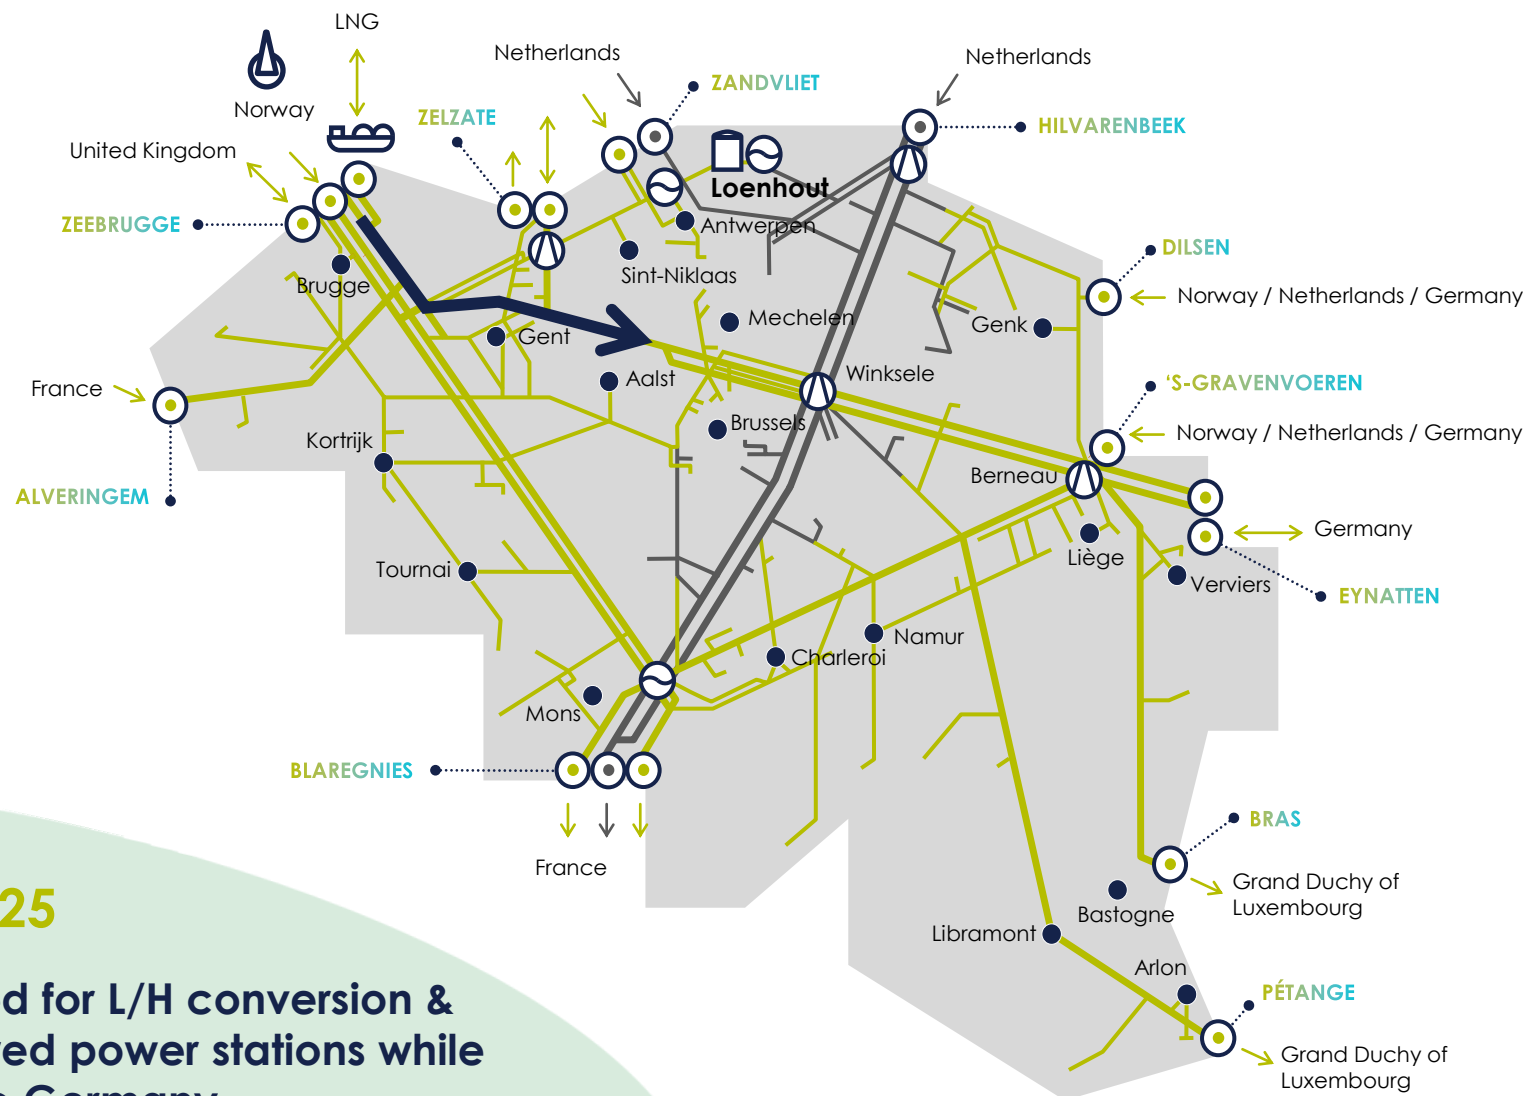 LNG
Netherlands
Netherlands
ZANDVLIET
Norway
ZELZATE
HILVARENBEEK
United Kingdom
Loenhout
ZEEBRUGGE
Antwerpen
DILSEN
Sint-Niklaas
Brugge
Norway / Netherlands / Germany
Mechelen
Genk
Gent
Winksele
Aalst
'S-GRAVENVOEREN
France
Brussels
Norway / Netherlands / Germany
Kortrijk
Berneau
ALVERINGEM
Germany
Liège
Tournai
Verviers
EYNATTEN
Namur
Charleroi
Mons
BLAREGNIES
BRAS
France
Grand Duchy of
Luxembourg
Bastogne
Libramont
Arlon
PÉTANGE
Grand Duchy of
Luxembourg
25
d for L/H conversion &
ed power stations while
Germany